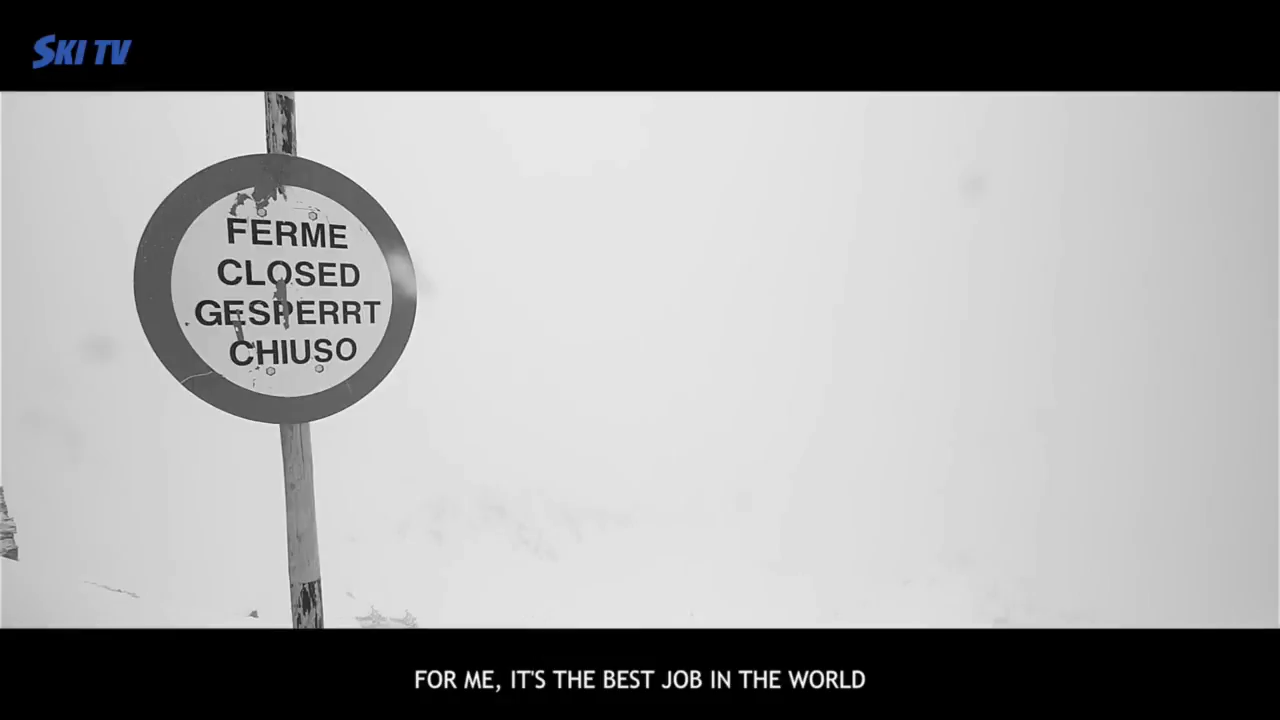 SKI TV
FERME
CLOSED
GESPERRT
CHIUSO
FOR ME, IT'S THE BEST JOB IN THE WORLD